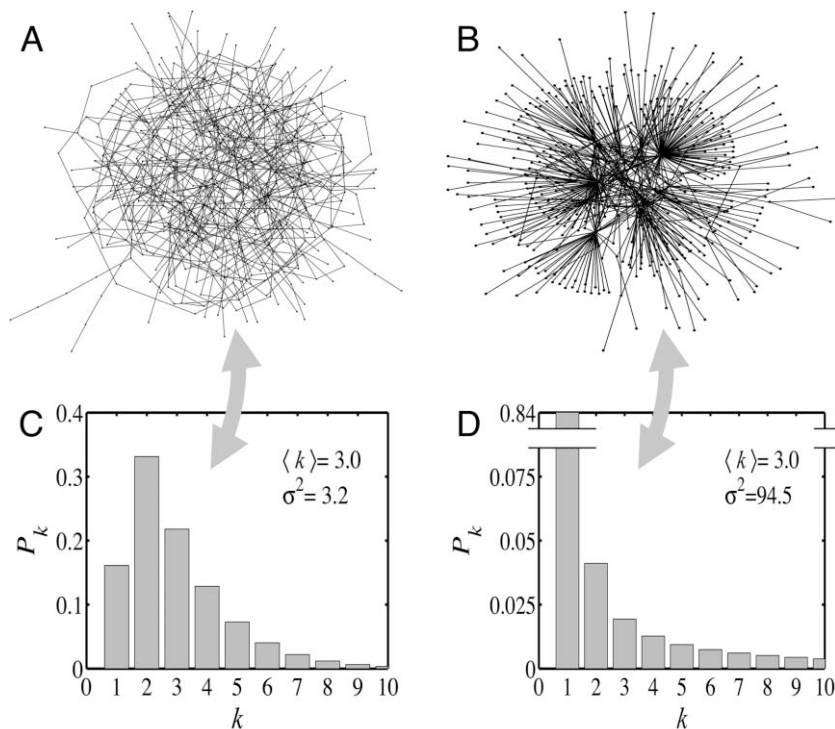 A
B
C
0.4
0.3
0.2
0.1
0
P_k
⟨ k ⟩= 3.0
σ²= 3.2
0 1 2 3 4 5 6 7 8 9 10
k
D
0.84
0.075
0.05
0.025
0
P_k
⟨ k ⟩= 3.0
σ²=94.5
0 1 2 3 4 5 6 7 8 9 10
k